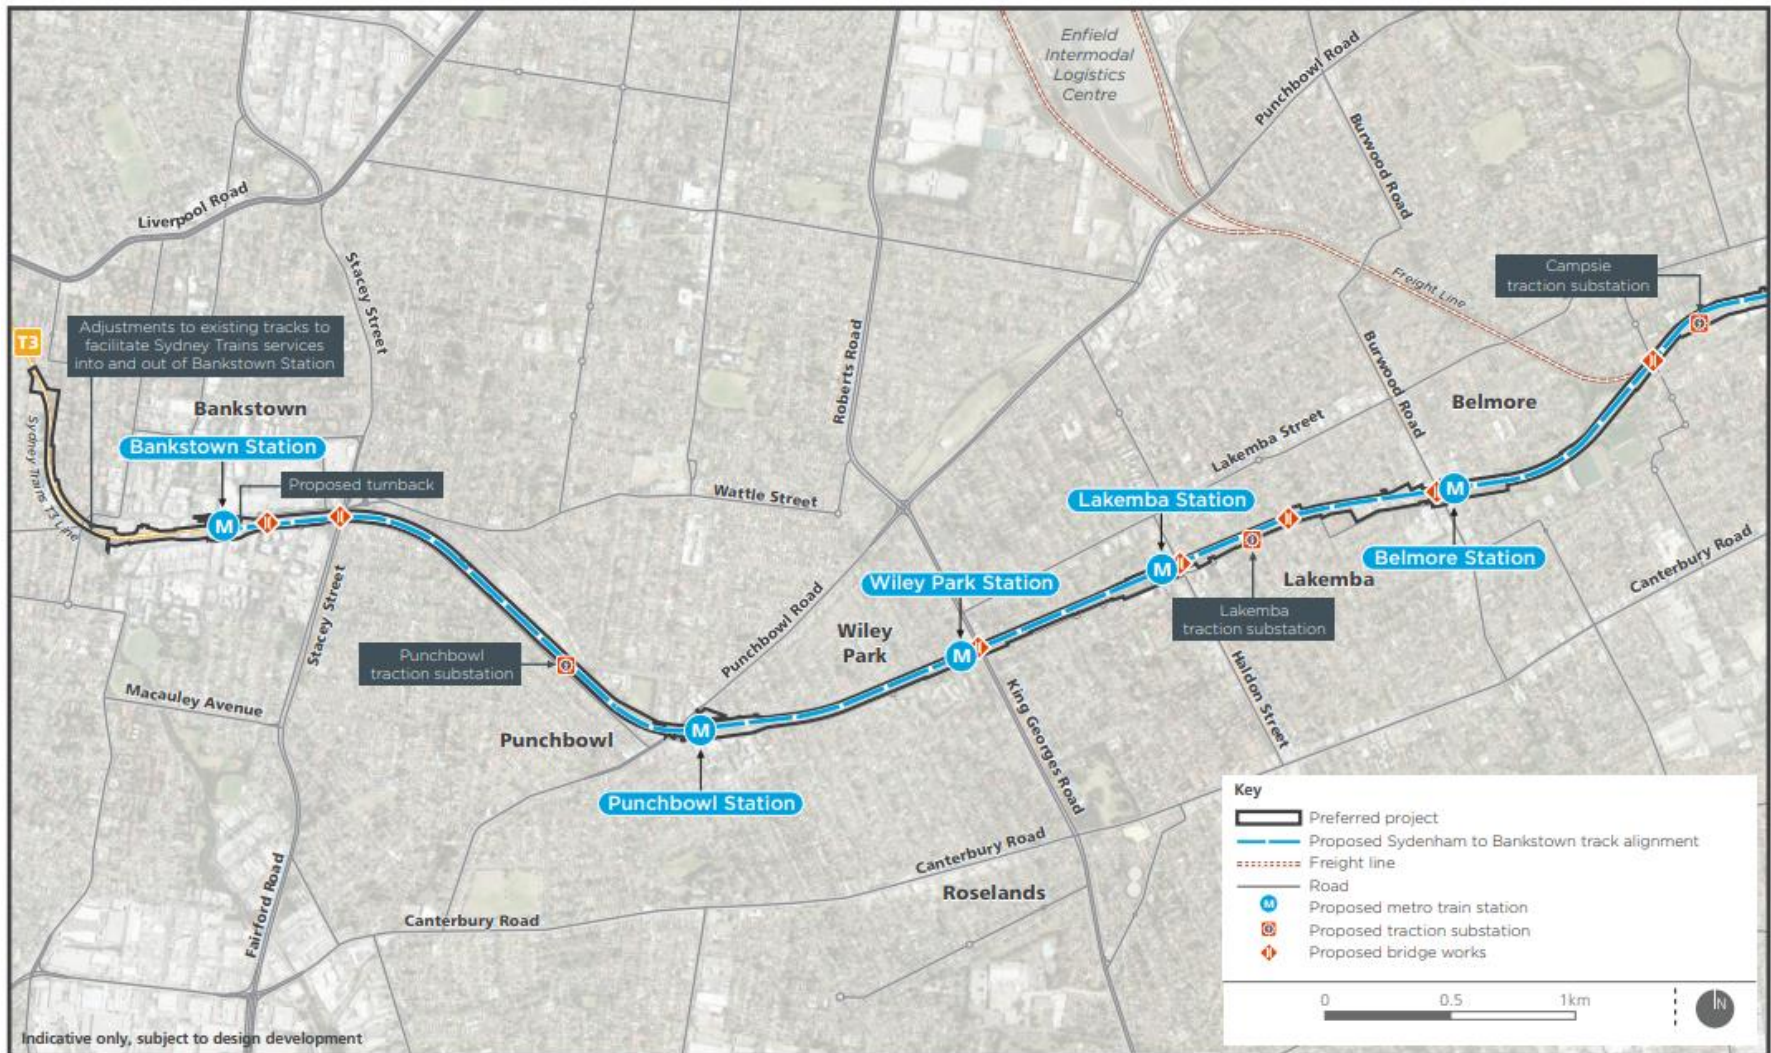 Enfield
Intermodal
Logistics
Centre
Punchbowl Road
Burwood Road
Liverpool Road
Stacey Street
Freight Line
Campsie
traction substation
T3
Adjustments to existing tracks to
facilitate Sydney Trains services
into and out of Bankstown Station
Roberts Road
Burwood Road
Bankstown
Belmore
Sydney Trains T3 Line
Bankstown Station
Lakemba Street
Proposed turnback
Wattle Street
Lakemba Station
M
M
Belmore Station
Canterbury Road
M
Wiley Park Station
Lakemba
Stacey Street
Punchbowl Road
Wiley
Park
Lakemba
traction substation
Punchbowl
traction substation
M
Haldon Street
Macauley Avenue
King Georges Road
M
Punchbowl
Punchbowl Station
Canterbury Road
Roselands
Fairford Road
Canterbury Road
Key
Preferred project
Proposed Sydenham to Bankstown track alignment
Freight line
Road
M
Proposed metro train station
Proposed traction substation
Proposed bridge works
0 0.5 1km
N
Indicative only, subject to design development